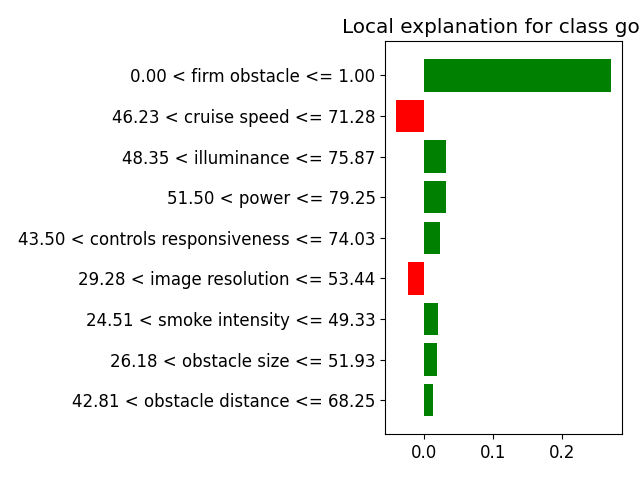 Local explanation for class go
0.00 < firm obstacle <= 1.00
46.23 < cruise speed <= 71.28
48.35 < illuminance <= 75.87
51.50 < power <= 79.25
43.50 < controls responsiveness <= 74.03
29.28 < image resolution <= 53.44
24.51 < smoke intensity <= 49.33
26.18 < obstacle size <= 51.93
42.81 < obstacle distance <= 68.25
0.0 0.1 0.2